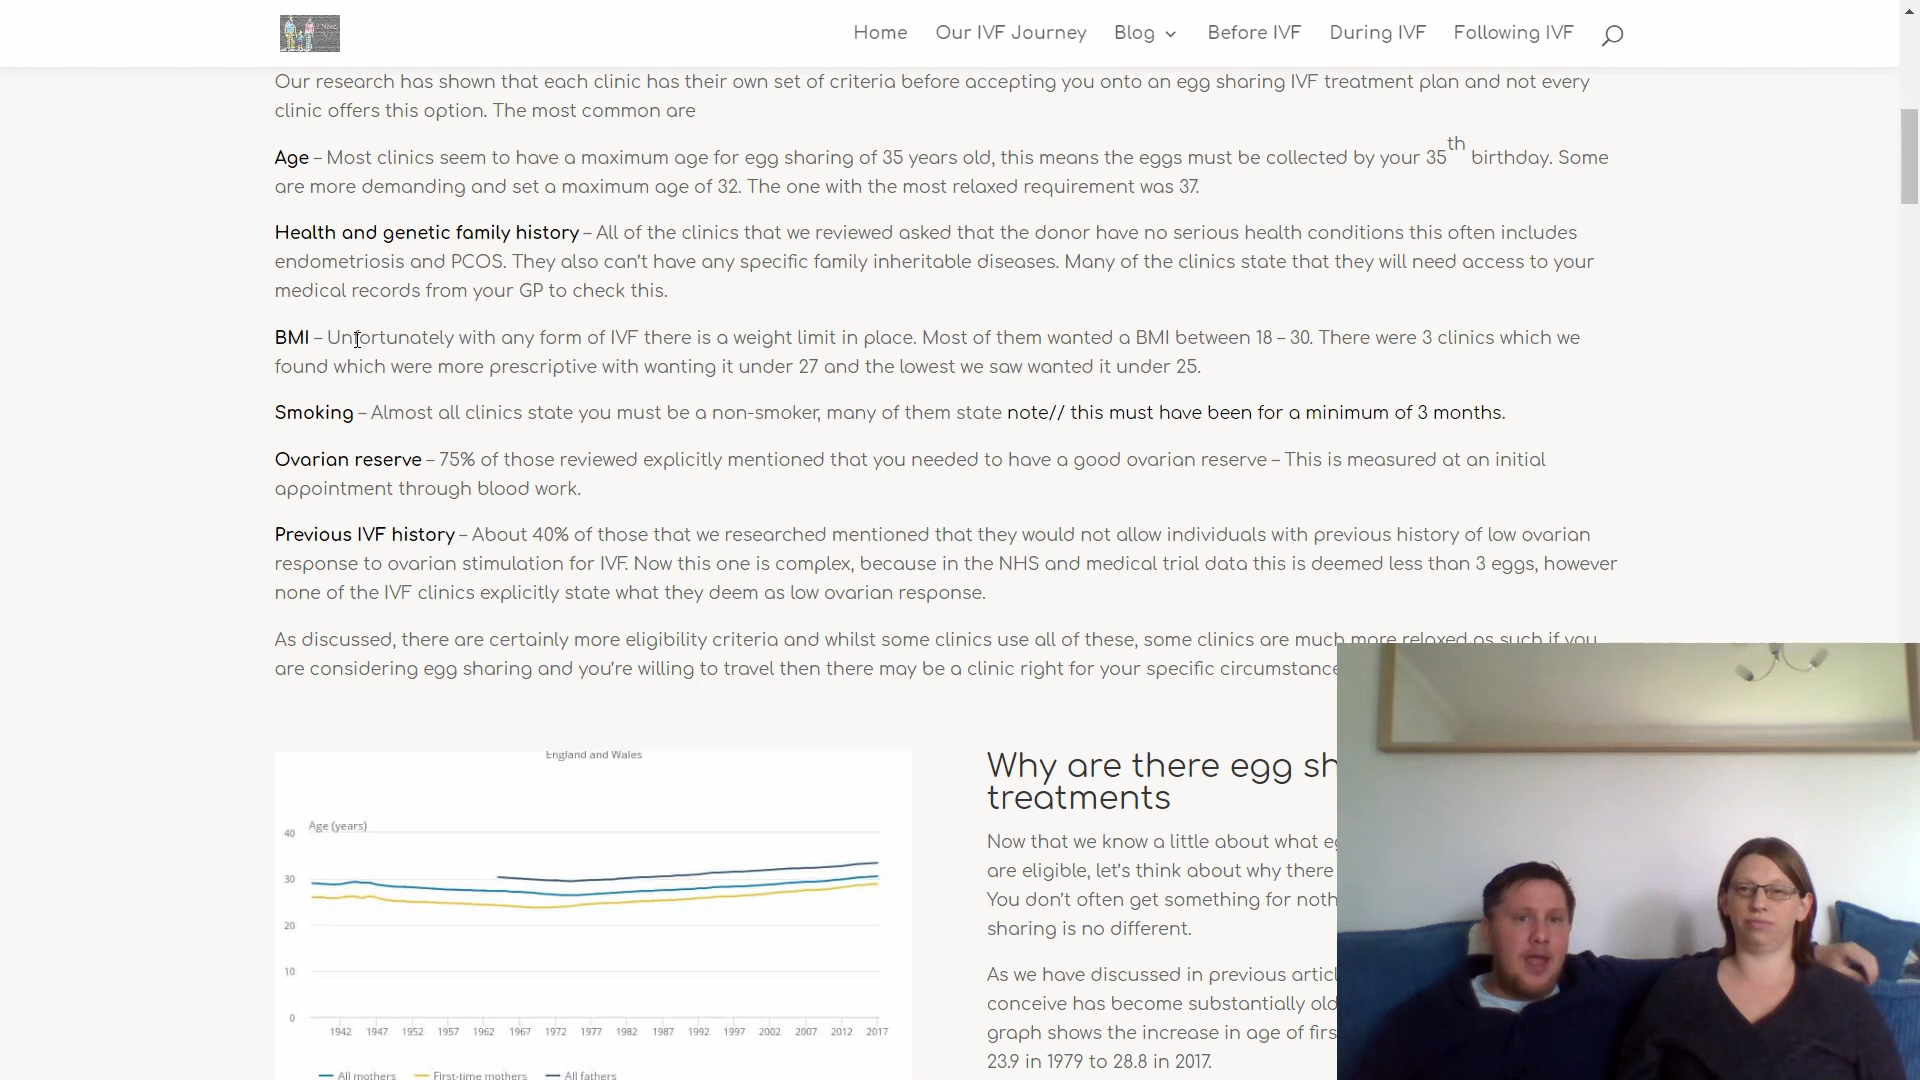 Home Our IVF Journey Blog Before IVF During IVF Following IVF
Our research has shown that each clinic has their own set of criteria before accepting you onto an egg sharing IVF treatment plan and not every
clinic offers this option. The most common are
Age – Most clinics seem to have a maximum age for egg sharing of 35 years old, this means the eggs must be collected by your 35th birthday. Some
are more demanding and set a maximum age of 32. The one with the most relaxed requirement was 37.
Health and genetic family history – All of the clinics that we reviewed asked that the donor have no serious health conditions this often includes
endometriosis and PCOS. They also can't have any specific family inheritable diseases. Many of the clinics state that they will need access to your
medical records from your GP to check this.
BMI – Unfortunately with any form of IVF there is a weight limit in place. Most of them wanted a BMI between 18 – 30. There were 3 clinics which we
found which were more prescriptive with wanting it under 27 and the lowest we saw wanted it under 25.
Smoking – Almost all clinics state you must be a non-smoker, many of them state note// this must have been for a minimum of 3 months.
Ovarian reserve – 75% of those reviewed explicitly mentioned that you needed to have a good ovarian reserve – This is measured at an initial
appointment through blood work.
Previous IVF history – About 40% of those that we researched mentioned that they would not allow individuals with previous history of low ovarian
response to ovarian stimulation for IVF. Now this one is complex, because in the NHS and medical trial data this is deemed less than 3 eggs, however
none of the IVF clinics explicitly state what they deem as low ovarian response.
As discussed, there are certainly more eligibility criteria and whilst some clinics use all of these, some clinics are much more relaxed as such if you
are considering egg sharing and you're willing to travel then there may be a clinic right for your specific circumstance
England and Wales
Age (years)
40
30
20
10
0
1942 1947 1952 1957 1962 1967 1972 1977 1982 1987 1992 1997 2002 2007 2012 2017
All mothers First-time mothers All fathers
Why are there egg sh
treatments
Now that we know a little about what eg
are eligible, let's think about why there
You don't often get something for noth
sharing is no different.
As we have discussed in previous articl
conceive has become substantially old
graph shows the increase in age of firs
23.9 in 1979 to 28.8 in 2017.